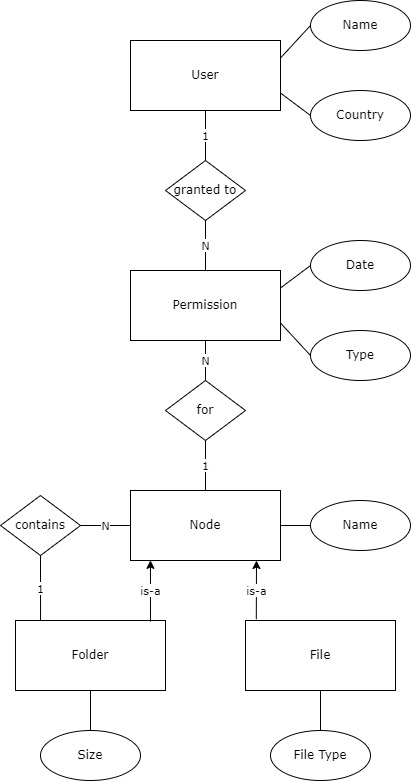 Name
User
Country
1
granted to
N
Date
Permission
Type
N
for
1
contains
N
Node
Name
1
is-a
is-a
Folder
File
Size
File Type